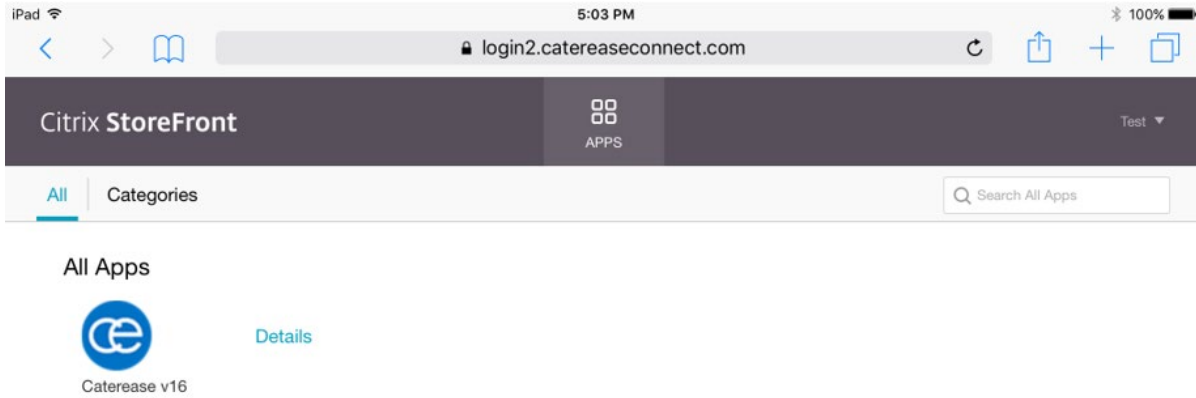 iPad 5:03 PM 100%
login2.catereaseconnect.com
Citrix StoreFront
APPS
Test
All Categories Search All Apps
All Apps
ce
Details
Caterease v16